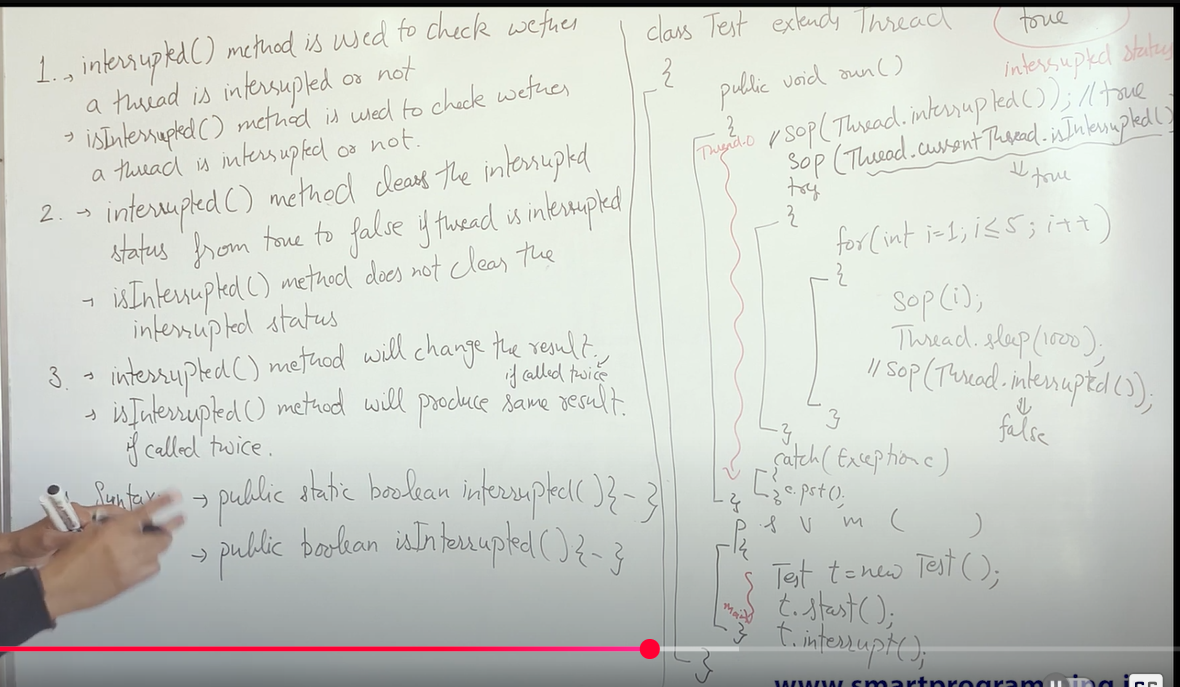 1. → interrupted() method is used to check wether
a thread is interrupted or not
→ isInterrupted() method is used to check wether
a thread is interrupted or not.
2. → interrupted() method clears the interrupted
status from true to false if thread is interrupted
→ isInterrupted() method does not clear the
interrupted status
3. → interrupted() method will change the result.,
if called twice
→ isInterrupted() method will produce same result.
if called twice.
Syntax → public static boolean interrupted(){-}
→ public boolean isInterrupted(){-}
class Test extends Thread
true
{
interrupted status
public void run()
{
Thread-0
// SOP(Thread.interrupted()); // true
SOP(Thread.currentThread.isInterrupted()
⇓ true
try
{
for(int i=1; i≤5; i++)
{
SOP(i);
Thread.sleep(1000);
// SOP(Thread.interrupted());
⇓
false
}
}
catch(Exception e)
{
} e.pst();
}
P s v m ( )
{
Test t=new Test();
main
t.start();
}
t.interrupt();
}